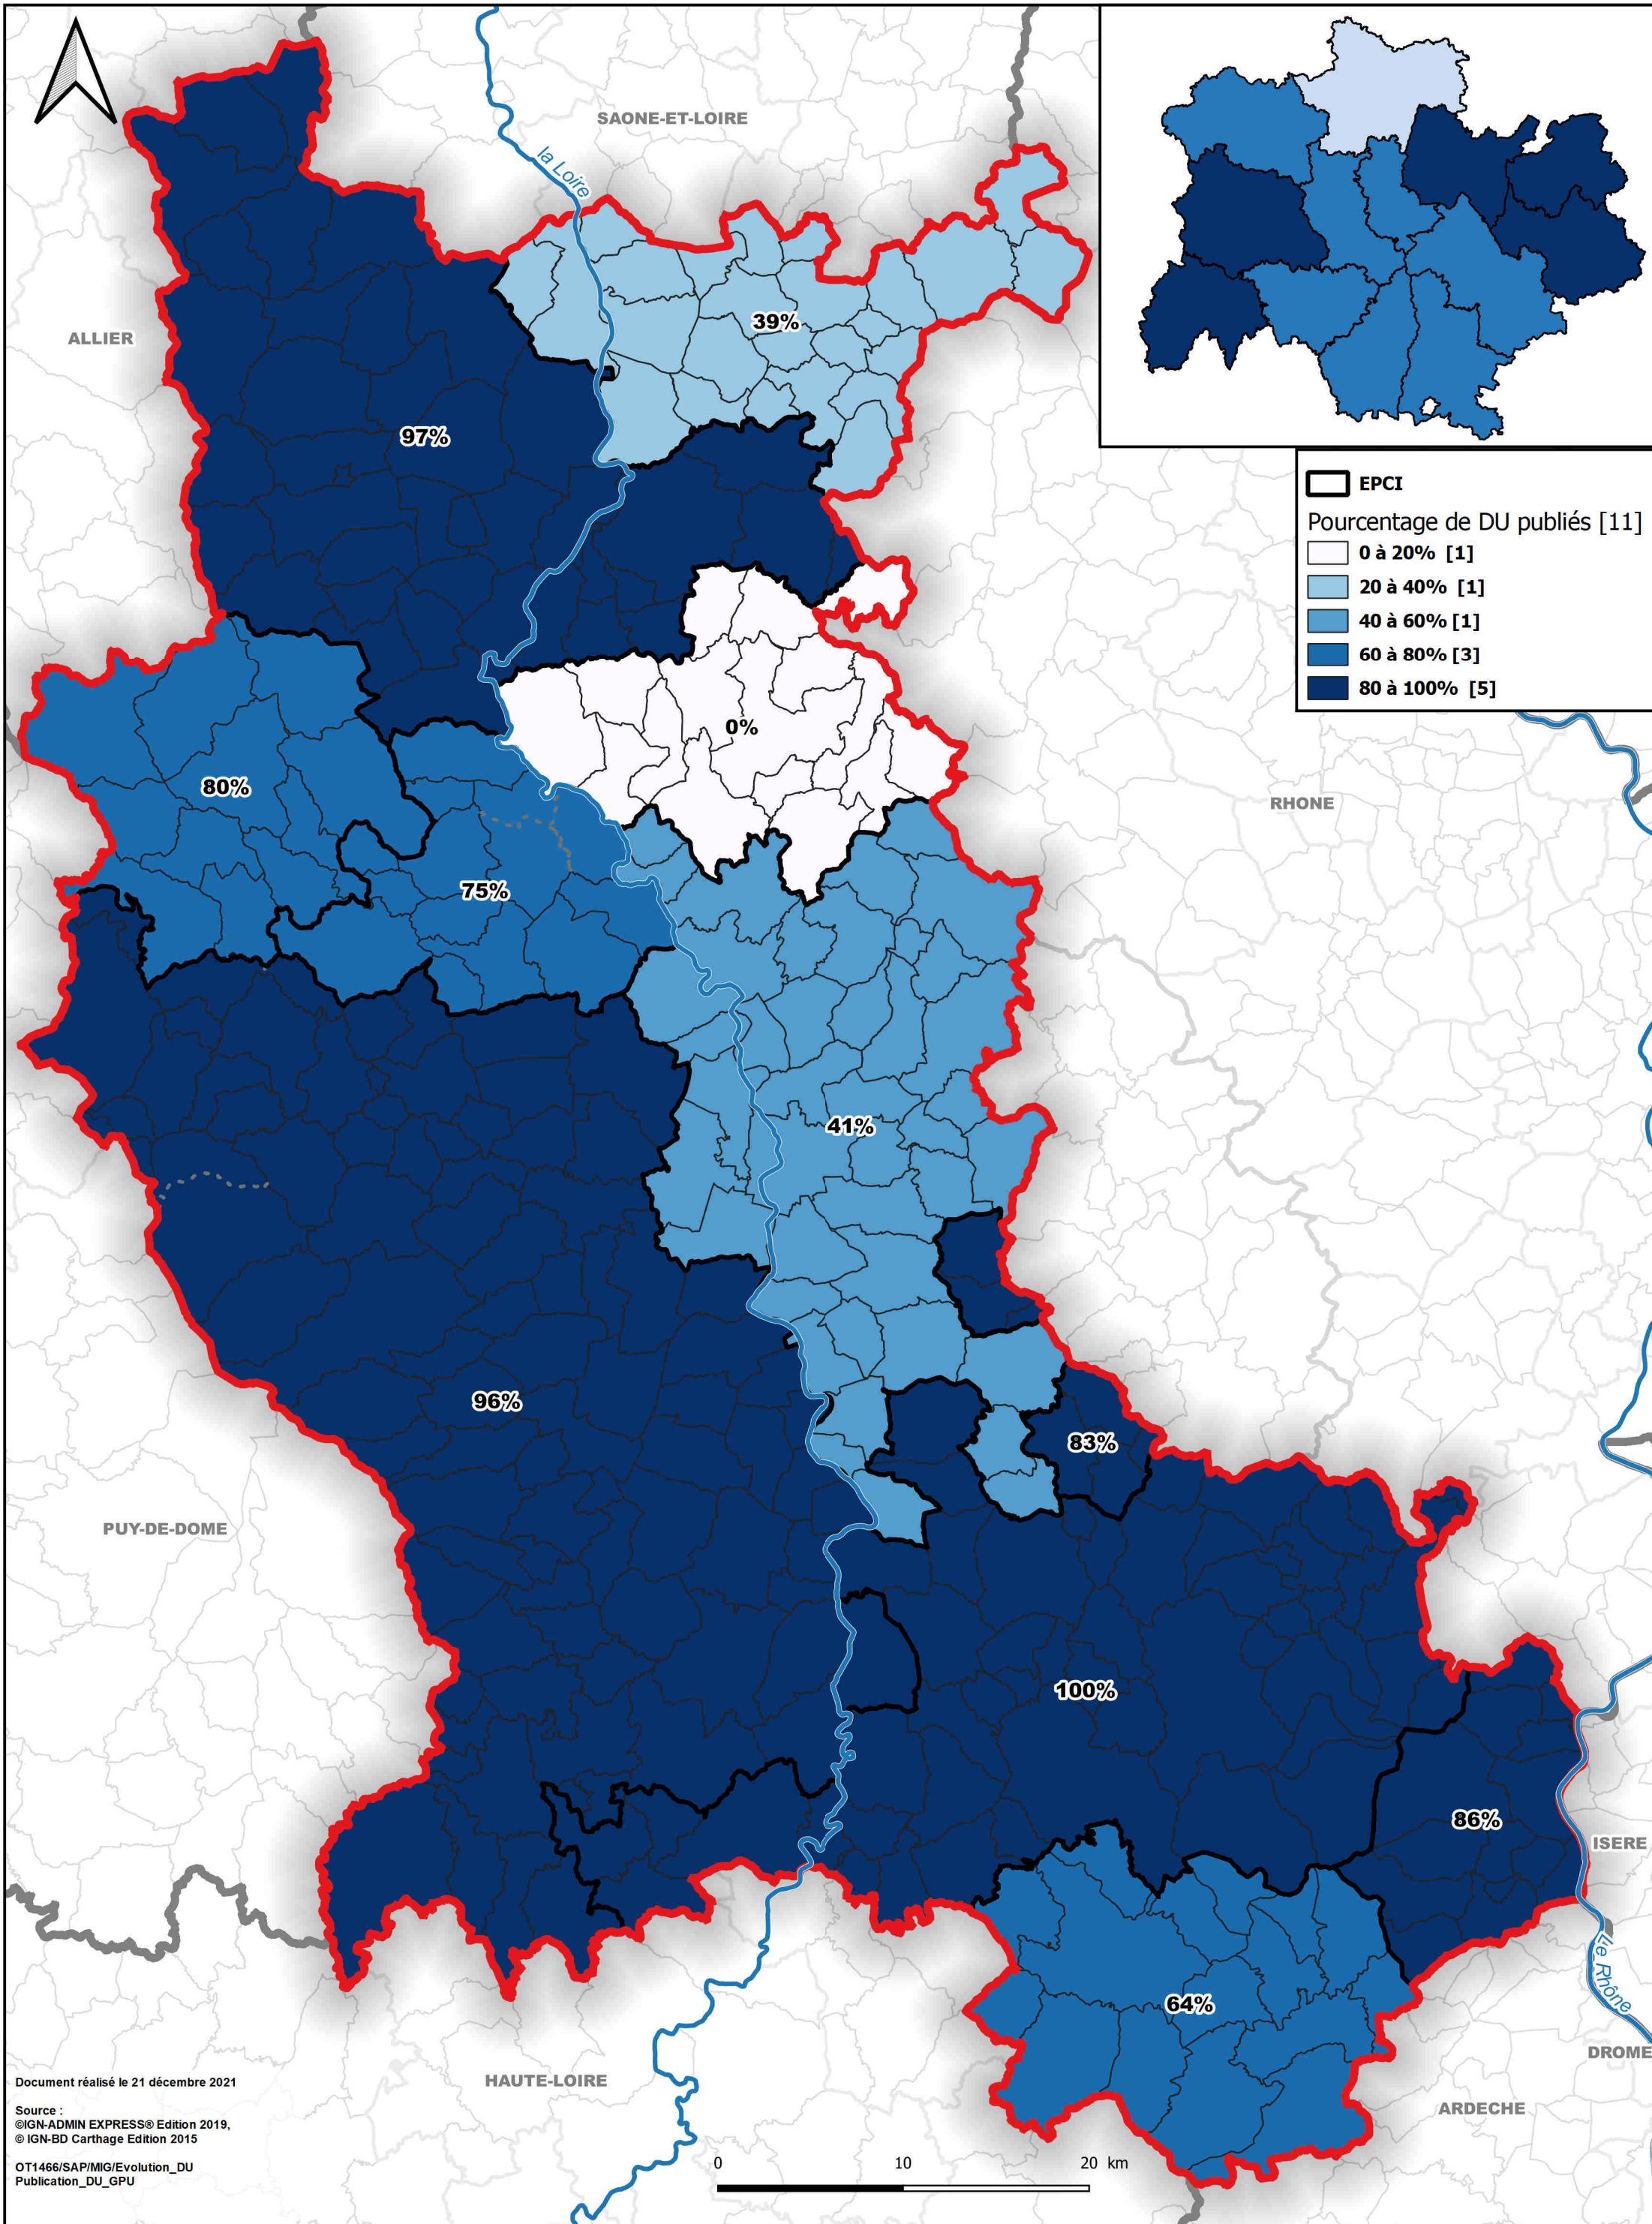 SAONE-ET-LOIRE
la Loire
ALLIER
39%
97%
EPCI
Pourcentage de DU publiés [11]
0 à 20% [1]
20 à 40% [1]
40 à 60% [1]
60 à 80% [3]
80 à 100% [5]
0%
80%
RHONE
75%
41%
96%
83%
PUY-DE-DOME
100%
86%
ISERE
le Rhône
64%
DROME
HAUTE-LOIRE
ARDECHE
Document réalisé le 21 décembre 2021
Source :
©IGN-ADMIN EXPRESS® Edition 2019,
© IGN-BD Carthage Edition 2015
OT1466/SAP/MIG/Evolution_DU
Publication_DU_GPU
0 10 20 km